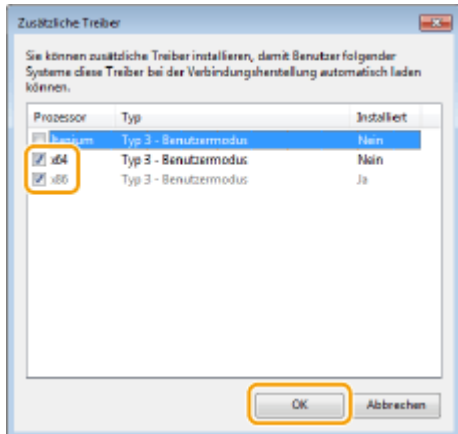 Zusätzliche Treiber
Sie können zusätzliche Treiber installieren, damit Benutzer folgender
Systeme diese Treiber bei der Verbindungsherstellung automatisch laden
können.
Prozessor Typ Installiert
Itanium Typ 3 - Benutzermodus Nein
x64 Typ 3 - Benutzermodus Nein
x86 Typ 3 - Benutzermodus Ja
OK Abbrechen